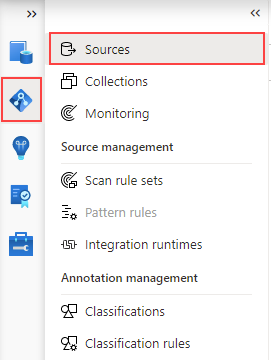 Sources
Collections
Monitoring
Source management
Scan rule sets
Pattern rules
Integration runtimes
Annotation management
Classifications
Classification rules